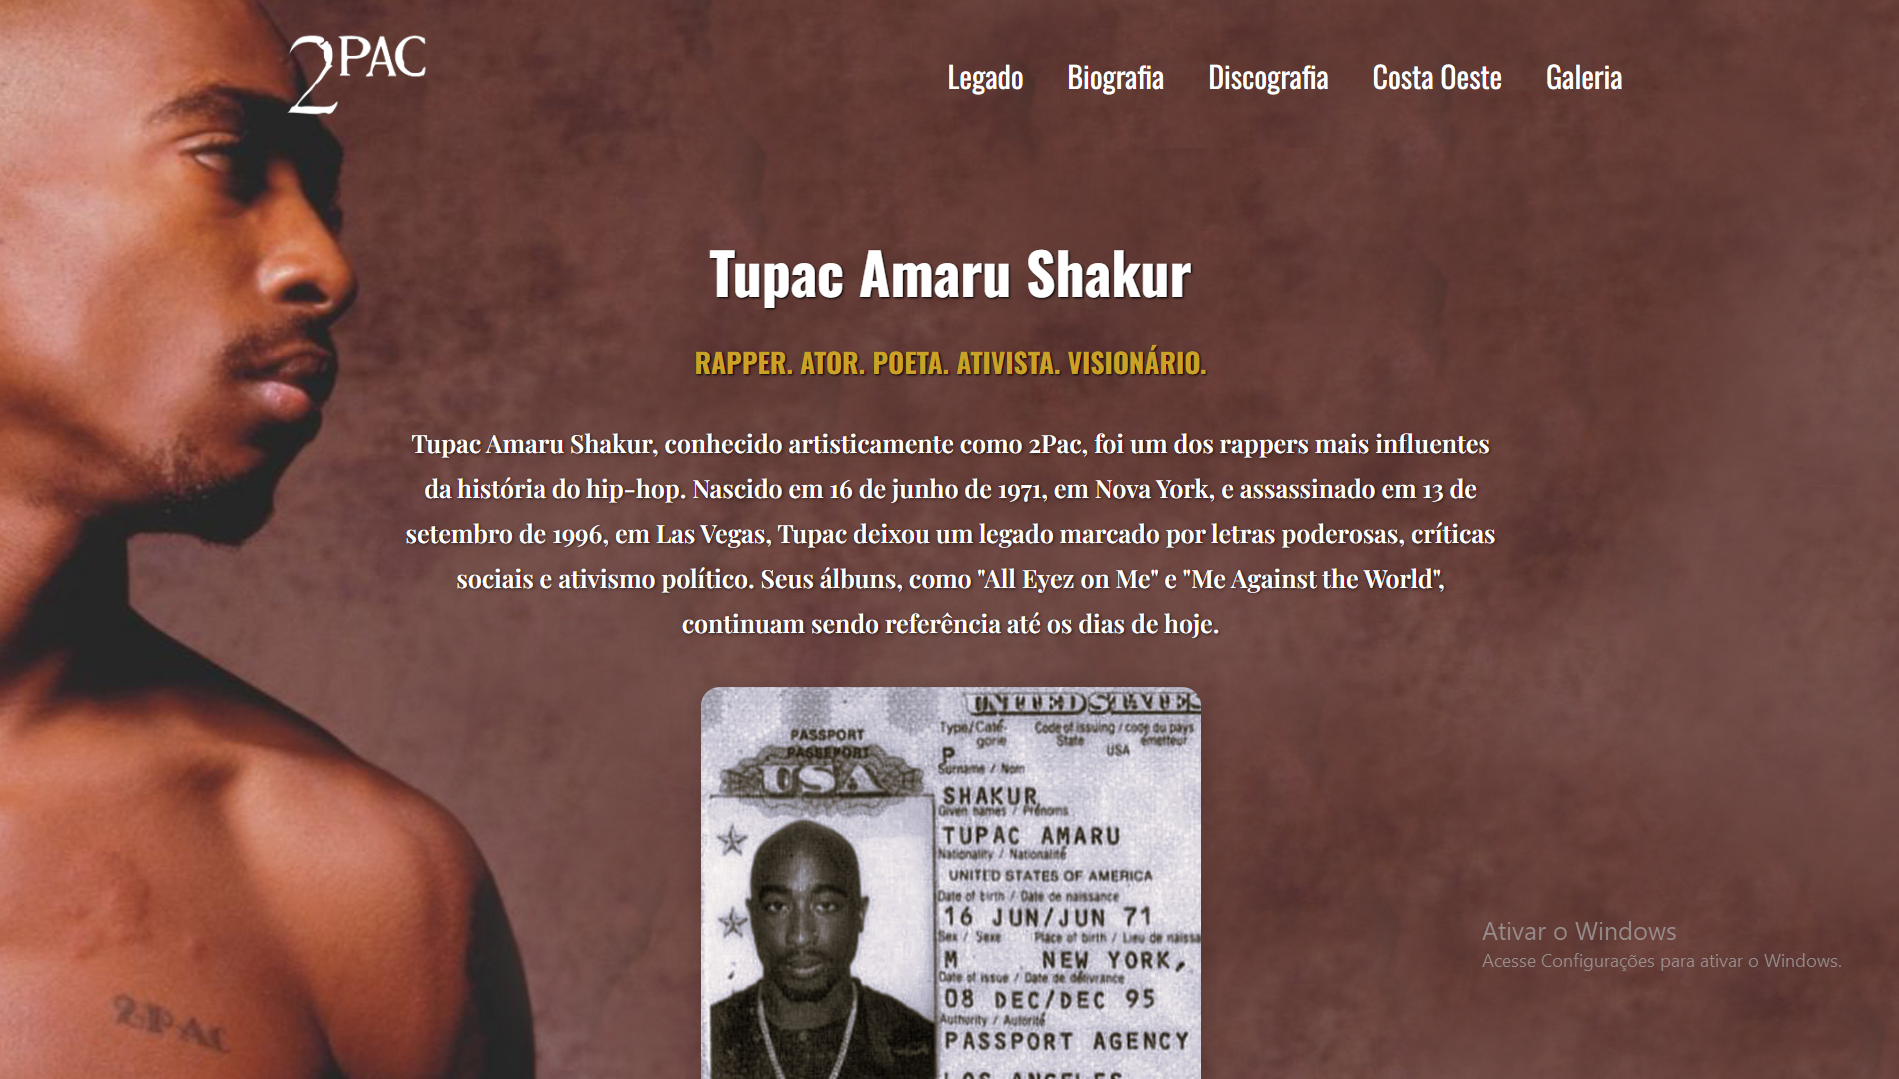 2PAC
Legado Biografia Discografia Costa Oeste Galeria
Tupac Amaru Shakur
RAPPER. ATOR. POETA. ATIVISTA. VISIONÁRIO.
Tupac Amaru Shakur, conhecido artisticamente como 2Pac, foi um dos rappers mais influentes
da história do hip-hop. Nascido em 16 de junho de 1971, em Nova York, e assassinado em 13 de
setembro de 1996, em Las Vegas, Tupac deixou um legado marcado por letras poderosas, críticas
sociais e ativismo político. Seus álbuns, como "All Eyez on Me" e "Me Against the World",
continuam sendo referência até os dias de hoje.
UNITED STATES
PASSPORT
PASSEPORT
USA
Type/Caté-
gorie
Code of issuing / code du pays
State
USA
emetteur
P
Surname / Nom
SHAKUR
Given names / Prénoms
TUPAC AMARU
Nationality / Nationalité
UNITED STATES OF AMERICA
Date of birth / Date de naissance
16 JUN/JUN 71
Sex / Sexe Place of birth / Lieu de naissa
M NEW YORK,
Date of issue / Date de délivrance
08 DEC/DEC 95
Authority / Autorité
PASSPORT AGENCY
LOS ANGELES
2PAC
Ativar o Windows
Acesse Configurações para ativar o Windows.